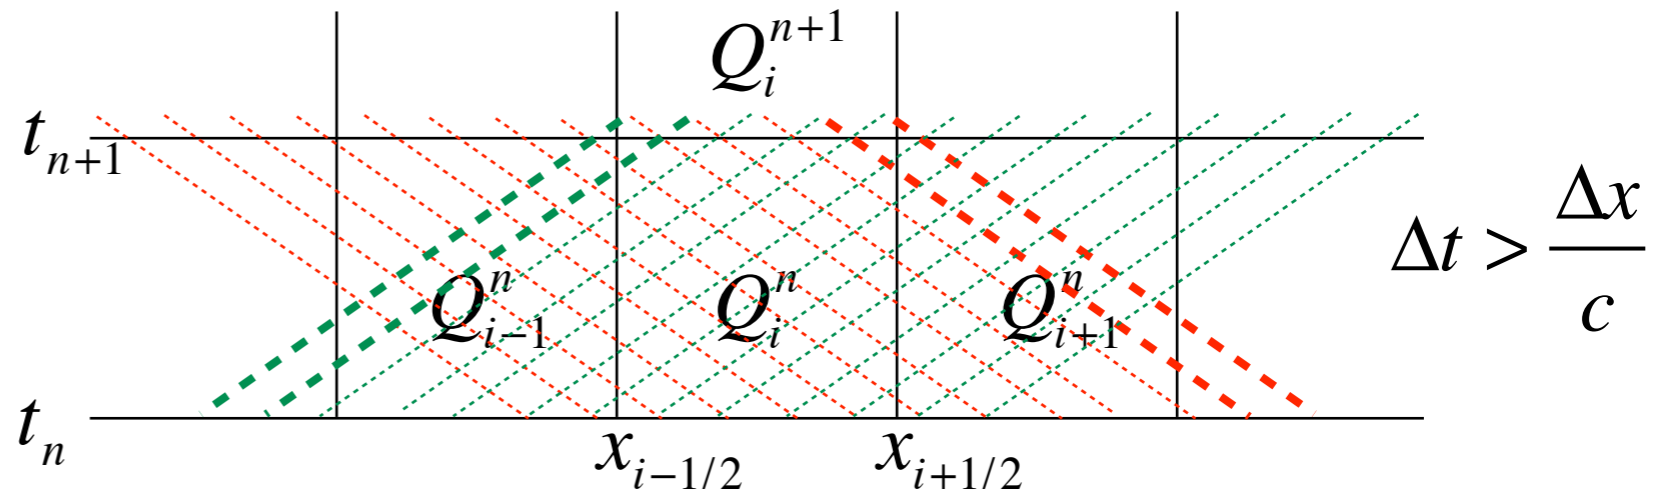 Q_i^{n+1}
t_{n+1}
Δt > Δx/c
Q_{i-1}^n Q_i^n Q_{i+1}^n
t_n
x_{i-1/2} x_{i+1/2}